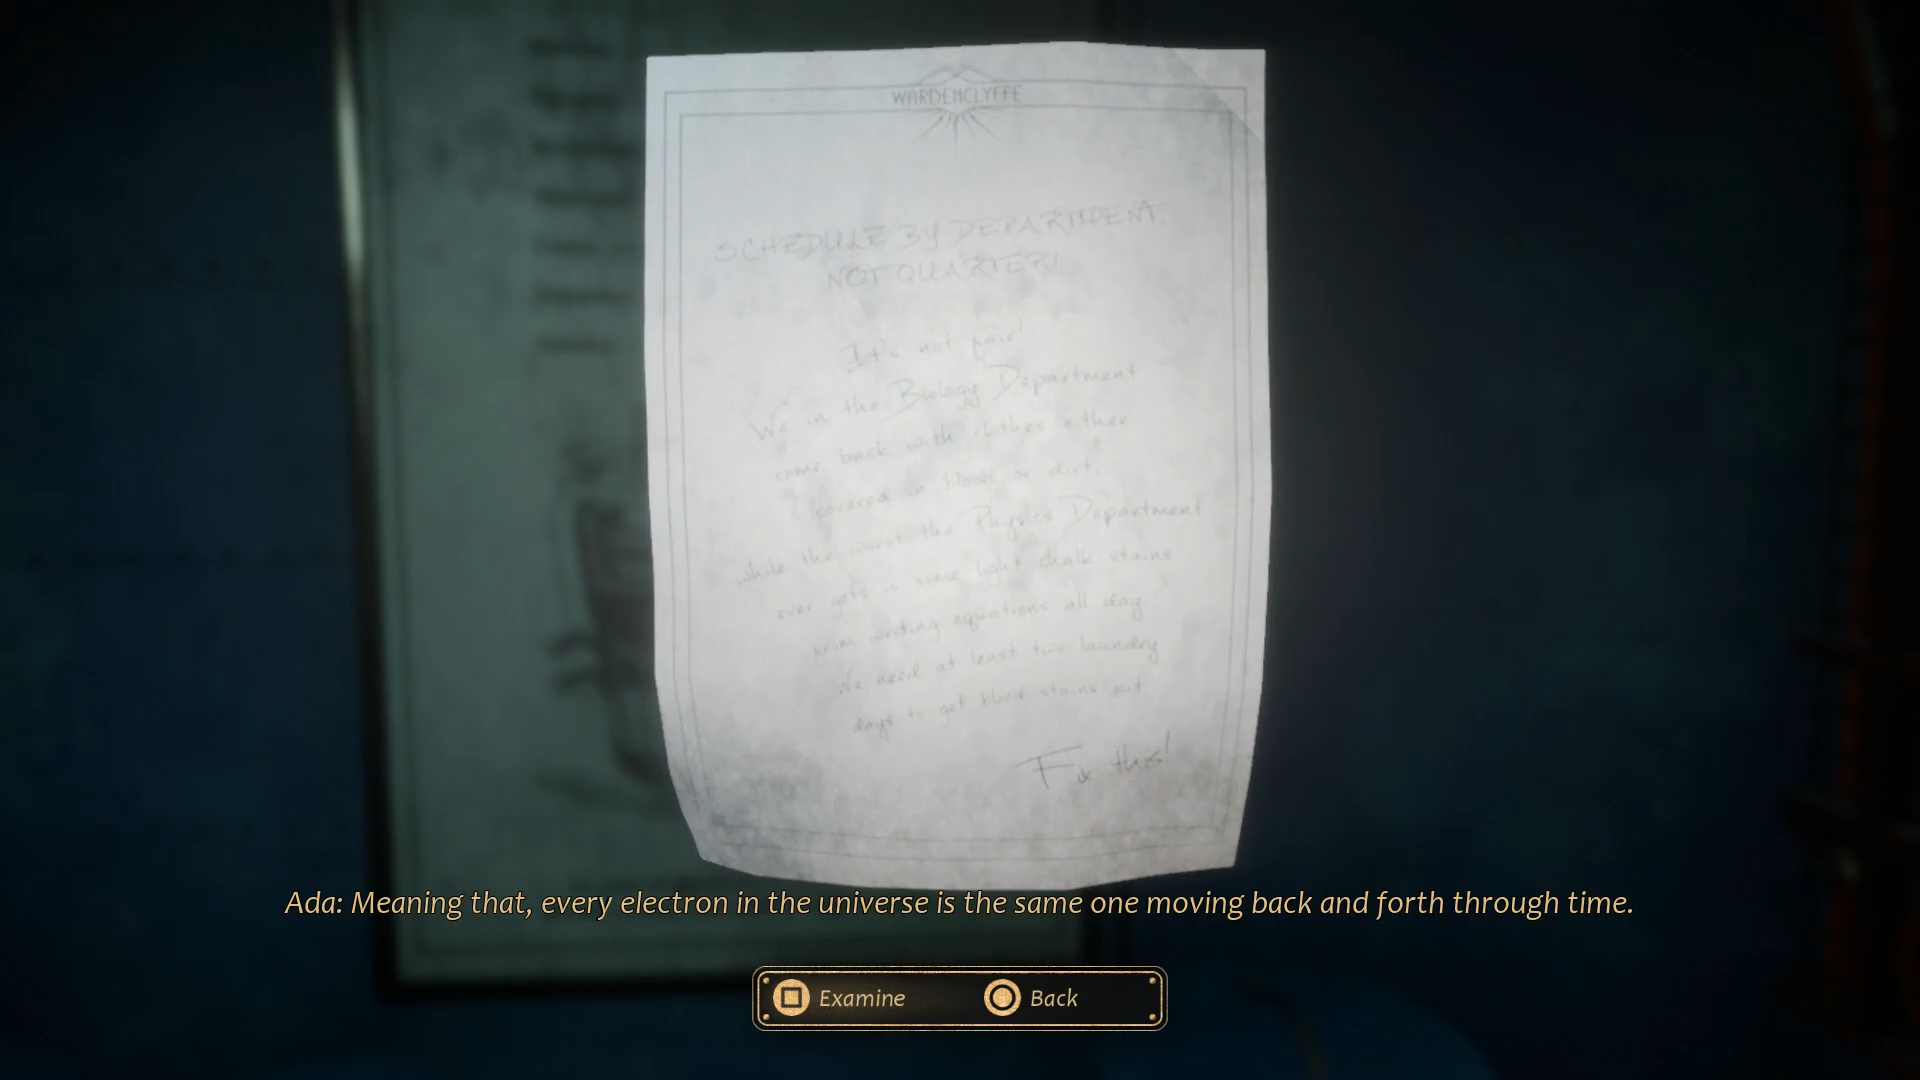 WARDENCLYFFE
SCHEDULE BY DEPARTMENT.
NOT QUARTER!
It's not fair!
We in the Biology Department
come back with clothes either
covered in blood or dirt,
while the worst the Physics Department
ever gets is some light chalk stains
from writing equations all day
We need at least two laundry
days to get blood stains out
Fix this!
Ada: Meaning that, every electron in the universe is the same one moving back and forth through time.
Examine Back